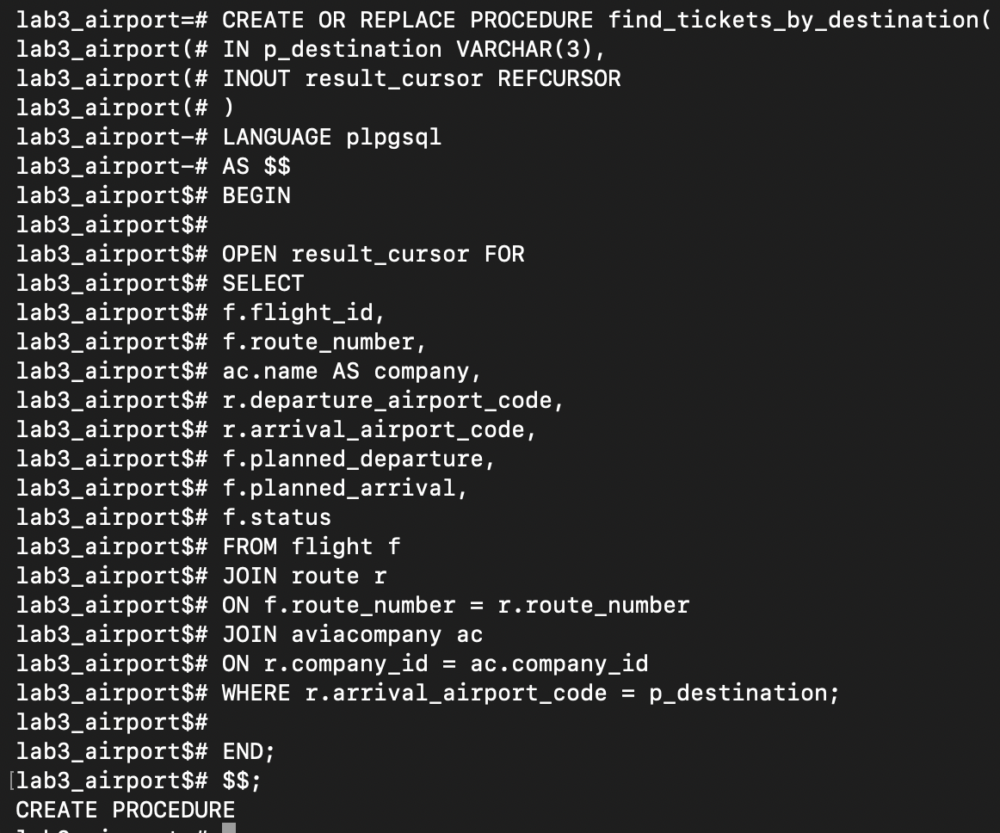 lab3_airport=# CREATE OR REPLACE PROCEDURE find_tickets_by_destination(
lab3_airport(# IN p_destination VARCHAR(3),
lab3_airport(# INOUT result_cursor REFCURSOR
lab3_airport(# )
lab3_airport-# LANGUAGE plpgsql
lab3_airport-# AS $$
lab3_airport$# BEGIN
lab3_airport$#
lab3_airport$# OPEN result_cursor FOR
lab3_airport$# SELECT
lab3_airport$# f.flight_id,
lab3_airport$# f.route_number,
lab3_airport$# ac.name AS company,
lab3_airport$# r.departure_airport_code,
lab3_airport$# r.arrival_airport_code,
lab3_airport$# f.planned_departure,
lab3_airport$# f.planned_arrival,
lab3_airport$# f.status
lab3_airport$# FROM flight f
lab3_airport$# JOIN route r
lab3_airport$# ON f.route_number = r.route_number
lab3_airport$# JOIN aviacompany ac
lab3_airport$# ON r.company_id = ac.company_id
lab3_airport$# WHERE r.arrival_airport_code = p_destination;
lab3_airport$#
lab3_airport$# END;
[lab3_airport$# $$;
CREATE PROCEDURE